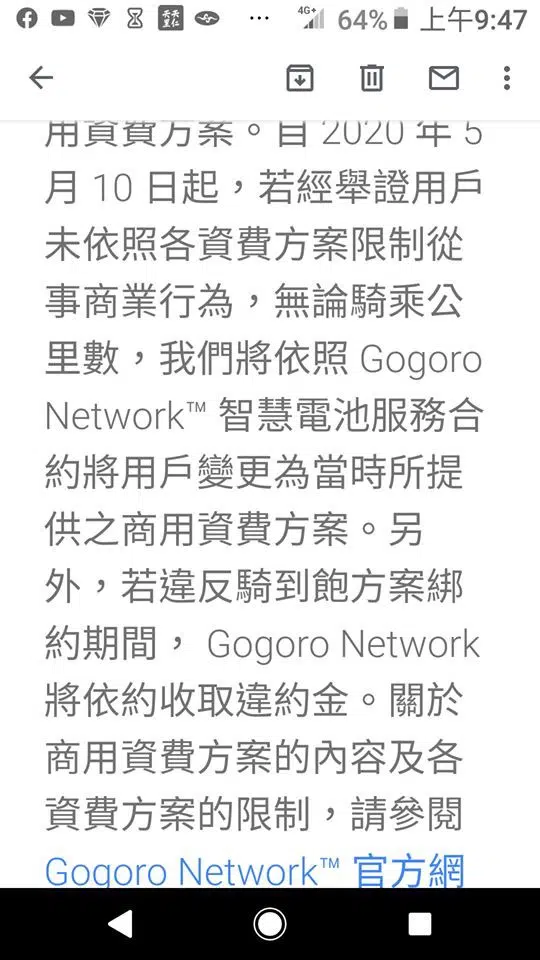 4G+ 64% 上午9:47
用資費方案。自 2020 年 5
月 10 日起，若經舉證用戶
未依照各資費方案限制從
事商業行為，無論騎乘公
里數，我們將依照 Gogoro
Network™ 智慧電池服務合
約將用戶變更為當時所提
供之商用資費方案。另
外，若違反騎到飽方案綁
約期間， Gogoro Network
將依約收取違約金。關於
商用資費方案的內容及各
資費方案的限制，請參閱
Gogoro Network™ 官方網